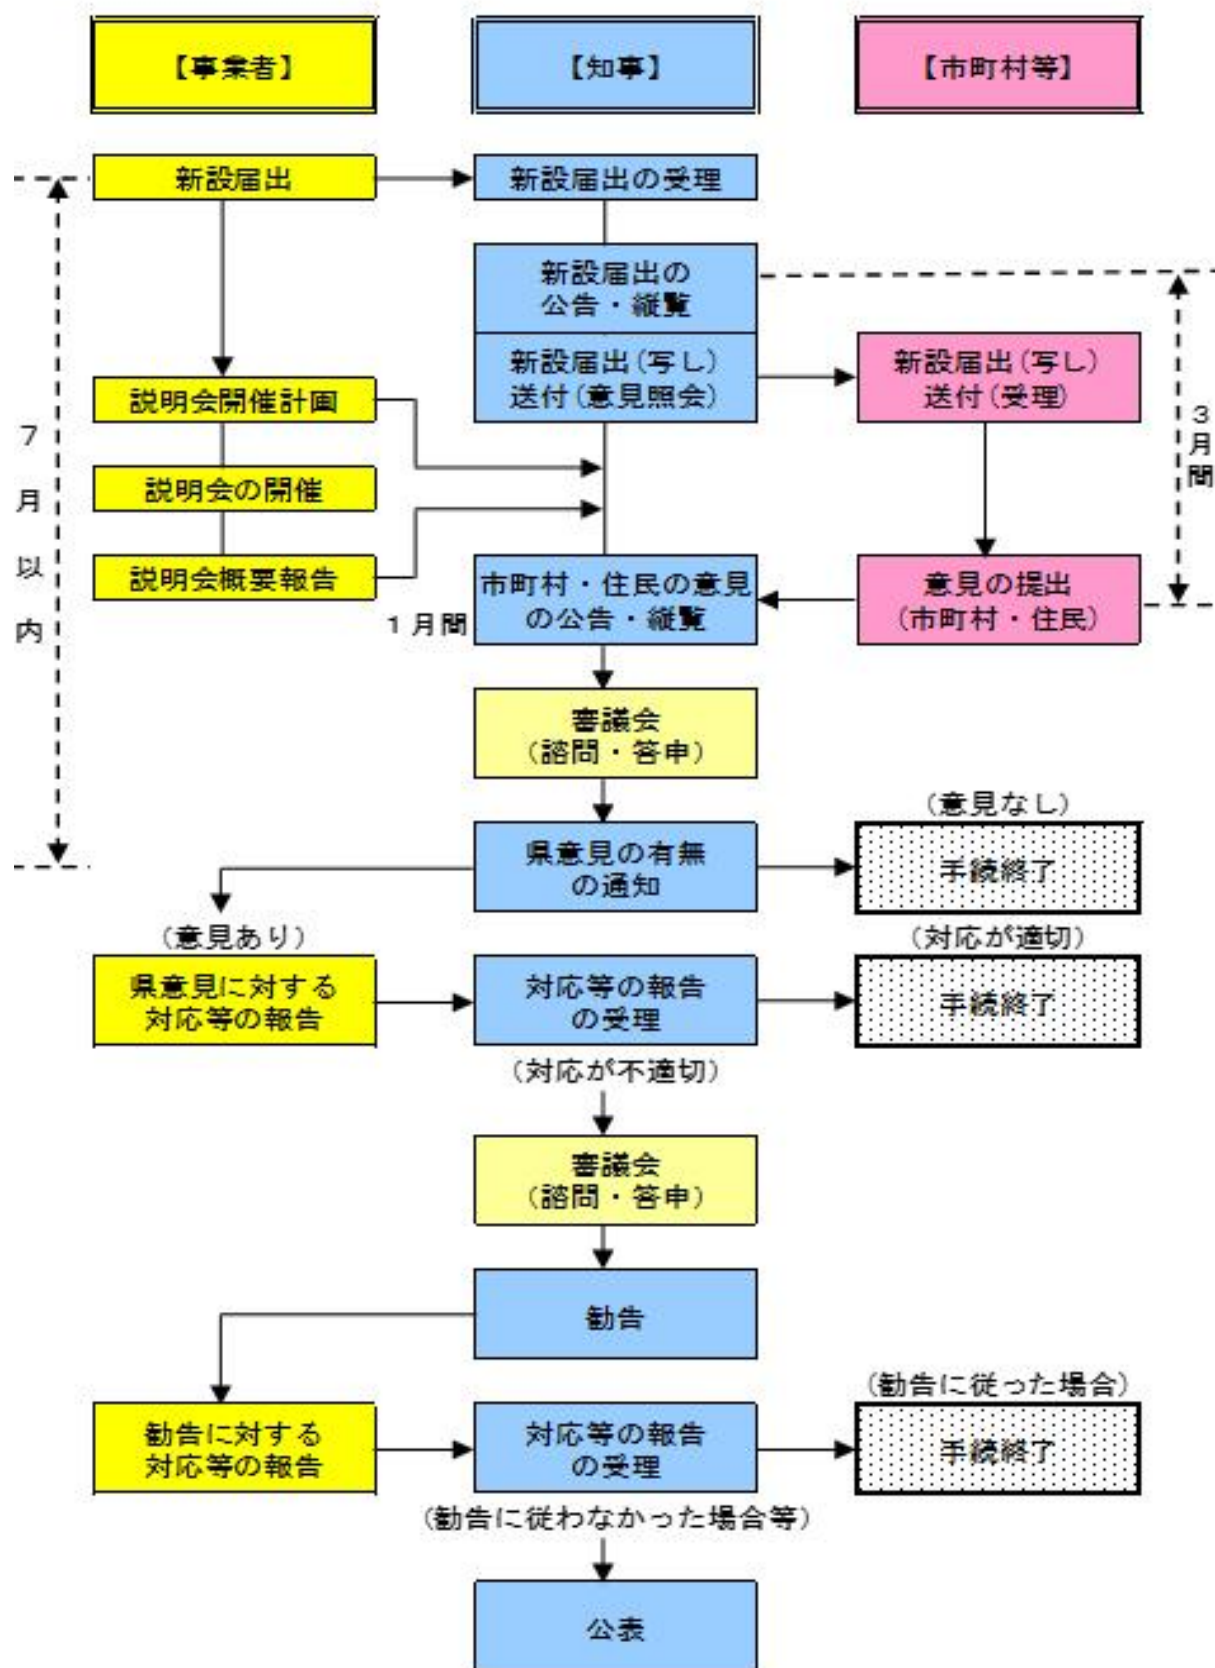 【事業者】
【知事】
【市町村等】
新設届出
新設届出の受理
新設届出の
公告・縦覧
新設届出(写し)
送付(意見照会)
新設届出(写し)
送付(受理)
説明会開催計画
説明会の開催
説明会概要報告
7月以内
3月間
1月間
市町村・住民の意見
の公告・縦覧
意見の提出
(市町村・住民)
審議会
(諮問・答申)
県意見の有無
の通知
(意見なし)
手続終了
(意見あり)
県意見に対する
対応等の報告
対応等の報告
の受理
(対応が適切)
手続終了
(対応が不適切)
審議会
(諮問・答申)
勧告
勧告に対する
対応等の報告
対応等の報告
の受理
(勧告に従った場合)
手続終了
(勧告に従わなかった場合等)
公表